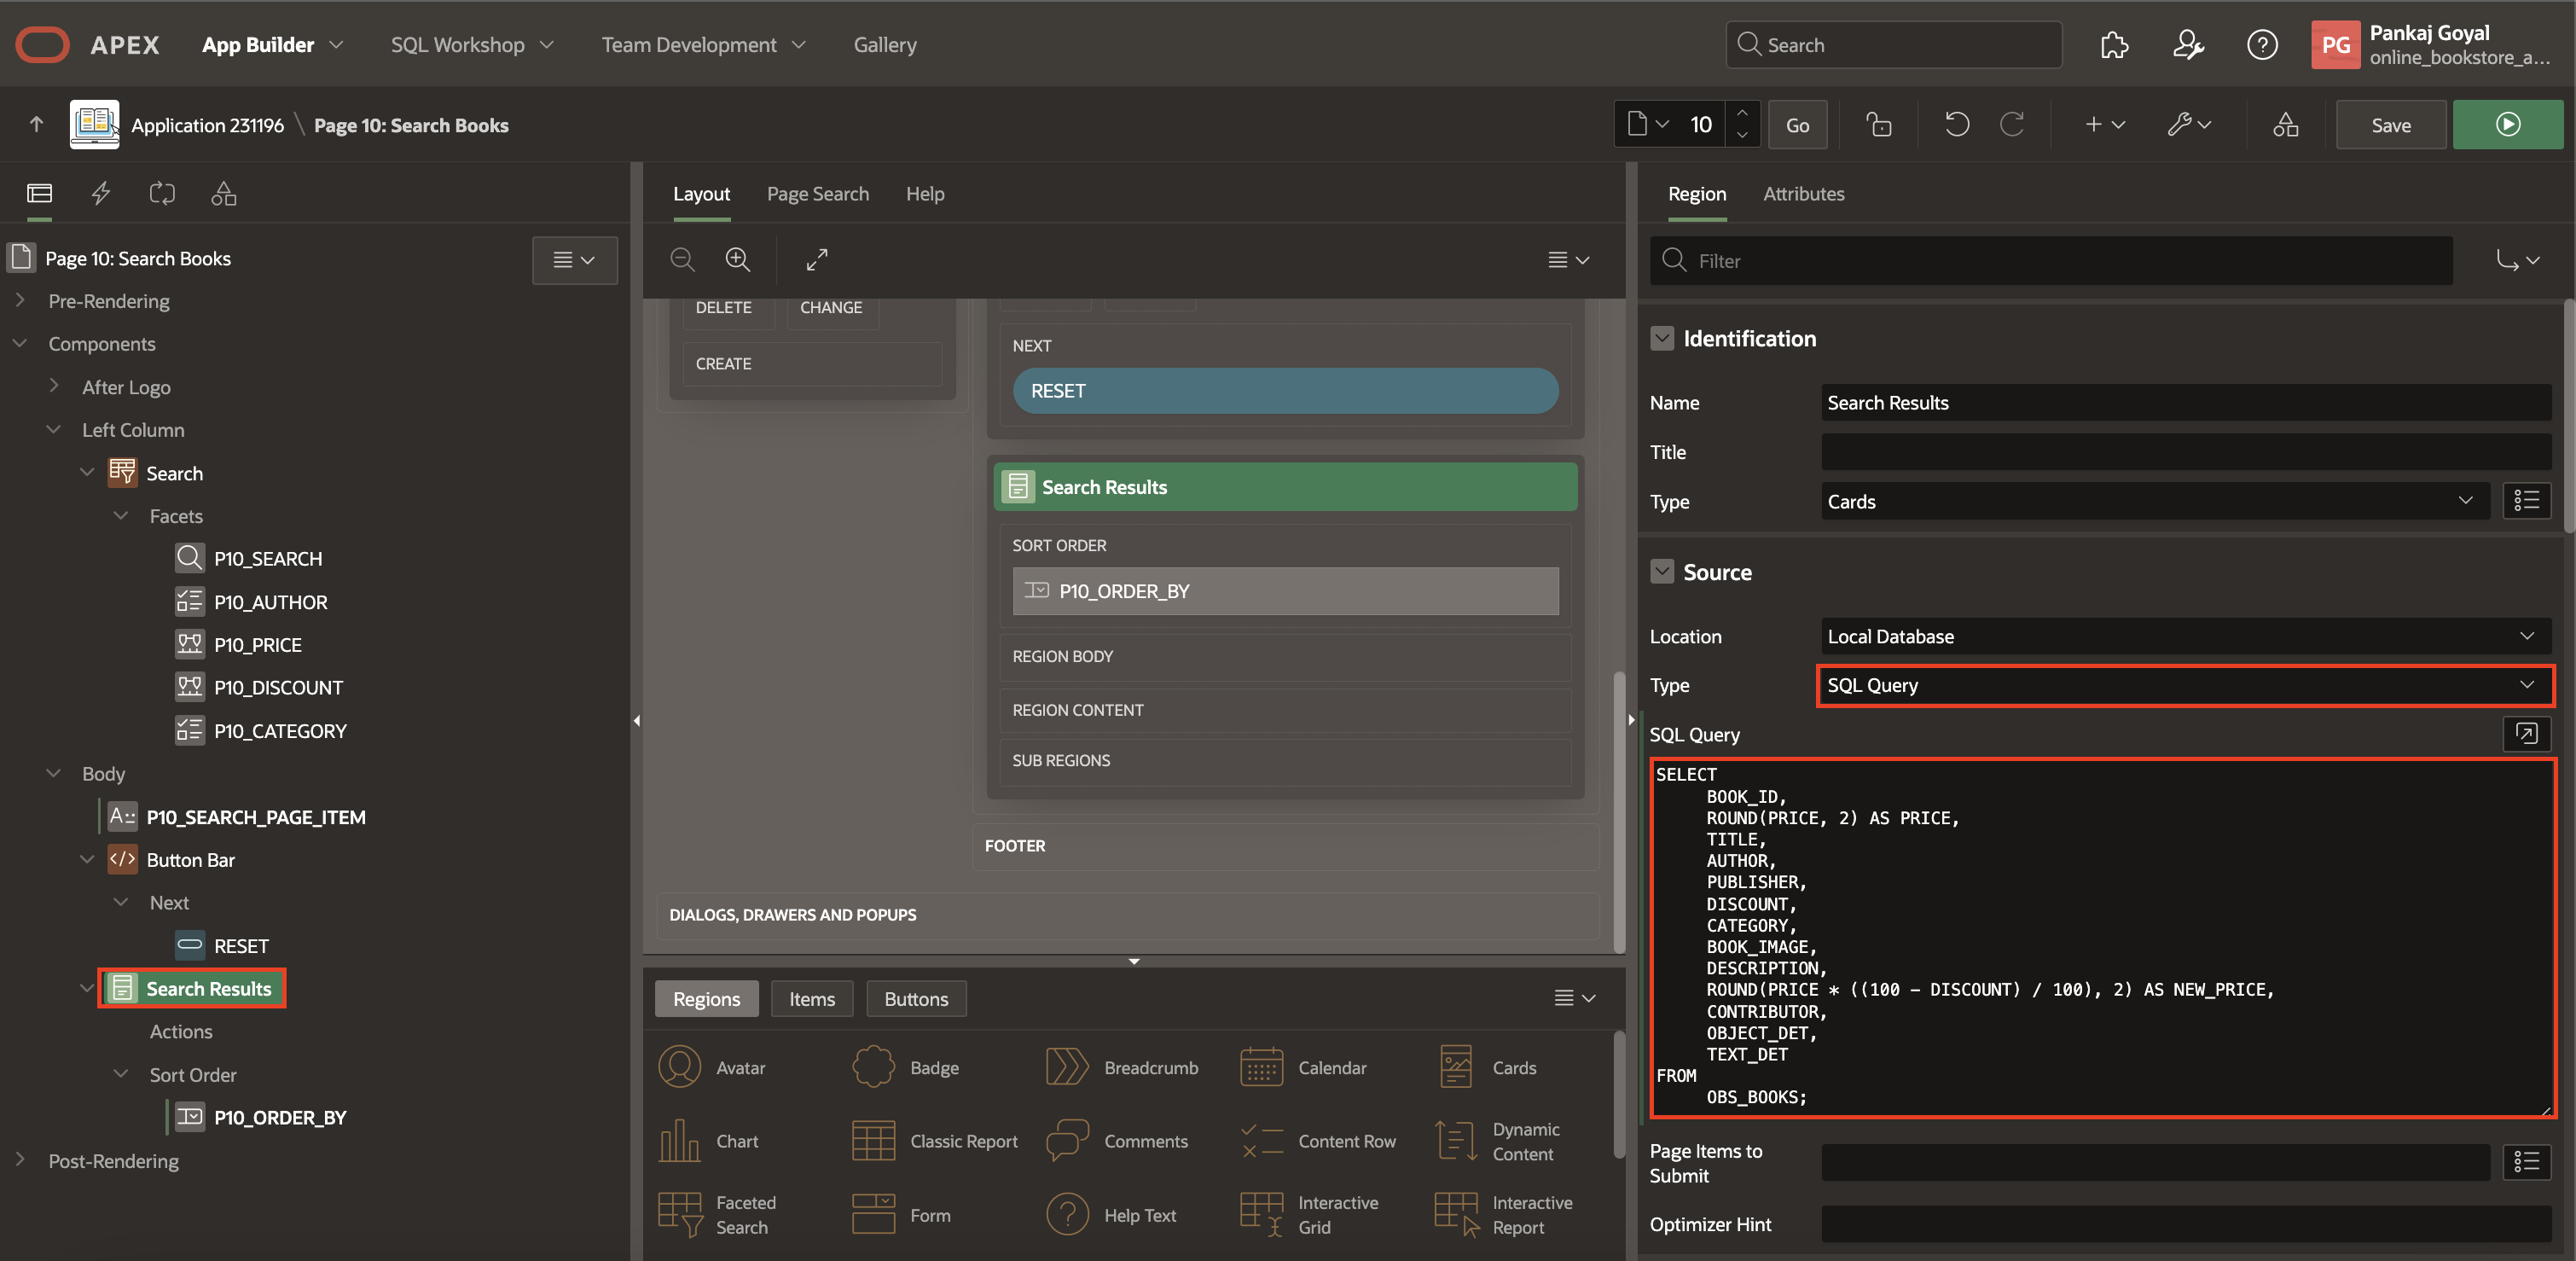 APEX App Builder SQL Workshop Team Development Gallery Search PG Pankaj Goyal
online_bookstore_a...
Application 231196 \ Page 10: Search Books 10 Go Save
Page 10: Search Books
Pre-Rendering
Components
After Logo
Left Column
Search
Facets
P10_SEARCH
P10_AUTHOR
P10_PRICE
P10_DISCOUNT
P10_CATEGORY
Body
P10_SEARCH_PAGE_ITEM
Button Bar
Next
RESET
Search Results
Actions
Sort Order
P10_ORDER_BY
Post-Rendering
Layout Page Search Help
DELETE CHANGE
CREATE
NEXT
RESET
Search Results
SORT ORDER
P10_ORDER_BY
REGION BODY
REGION CONTENT
SUB REGIONS
FOOTER
DIALOGS, DRAWERS AND POPUPS
Regions Items Buttons
Avatar Badge Breadcrumb Calendar Cards
Chart Classic Report Comments Content Row Dynamic Content
Faceted Search Form Help Text Interactive Grid Interactive Report
Region Attributes
Filter
Identification
Name Search Results
Title
Type Cards
Source
Location Local Database
Type SQL Query
SQL Query
SELECT
BOOK_ID,
ROUND(PRICE, 2) AS PRICE,
TITLE,
AUTHOR,
PUBLISHER,
DISCOUNT,
CATEGORY,
BOOK_IMAGE,
DESCRIPTION,
ROUND(PRICE * ((100 - DISCOUNT) / 100), 2) AS NEW_PRICE,
CONTRIBUTOR,
OBJECT_DET,
TEXT_DET
FROM
OBS_BOOKS;
Page Items to
Submit
Optimizer Hint